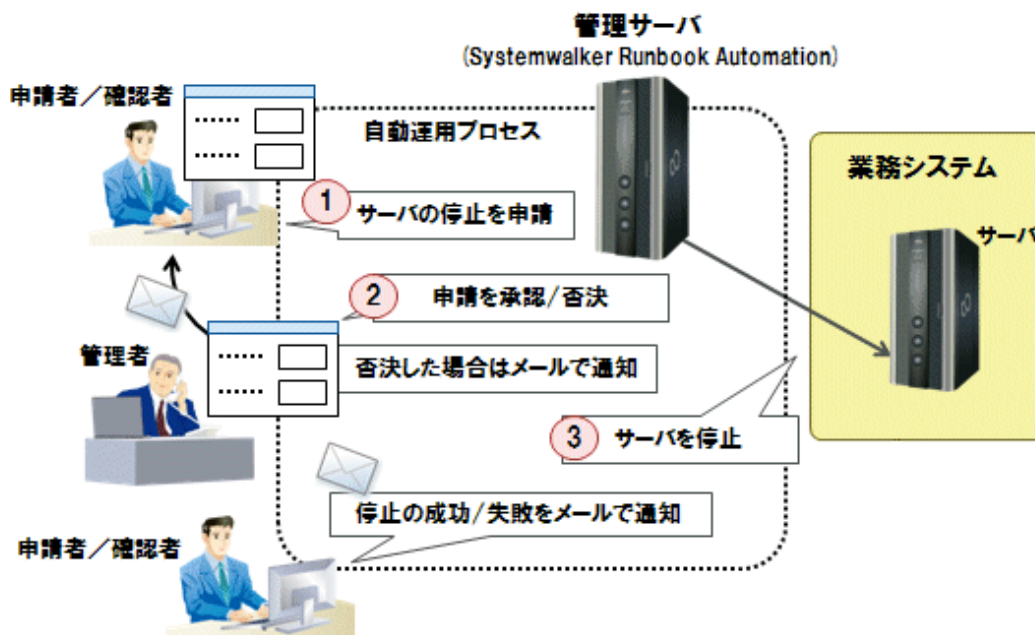 管理サーバ
(Systemwalker Runbook Automation)
申請者／確認者
......
......
自動運用プロセス
業務システム
1 サーバの停止を申請
サーバ
2 申請を承認/否決
管理者
......
......
否決した場合はメールで通知
3 サーバを停止
停止の成功/失敗をメールで通知
申請者／確認者